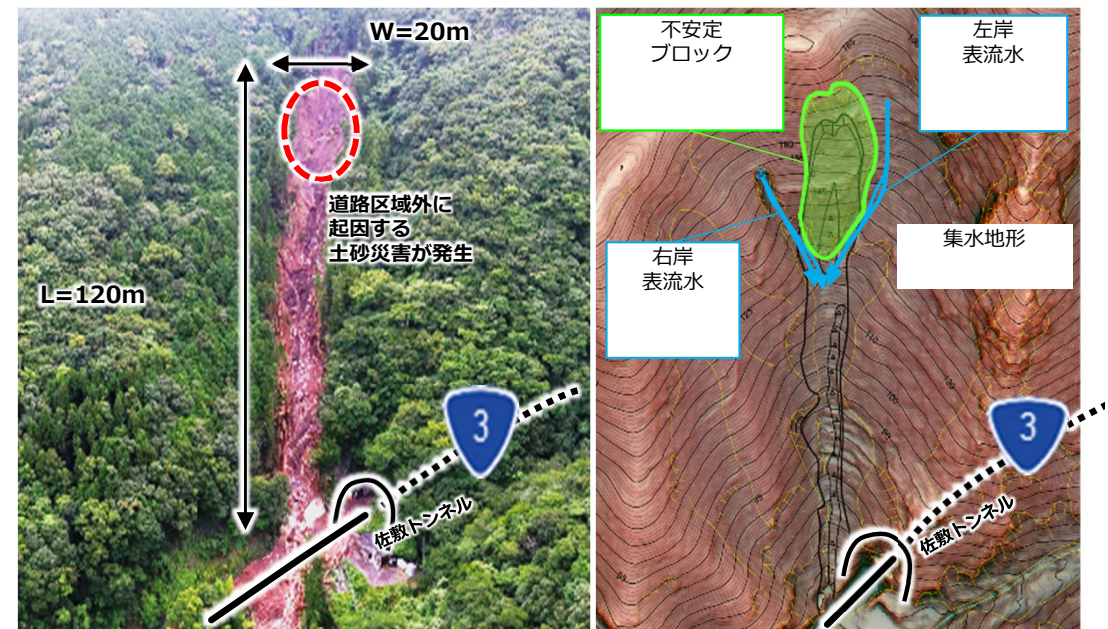 W=20m
道路区域外に
起因する
土砂災害が発生
L=120m
3
佐敷トンネル
不安定
ブロック
左岸
表流水
右岸
表流水
集水地形
3
佐敷トンネル